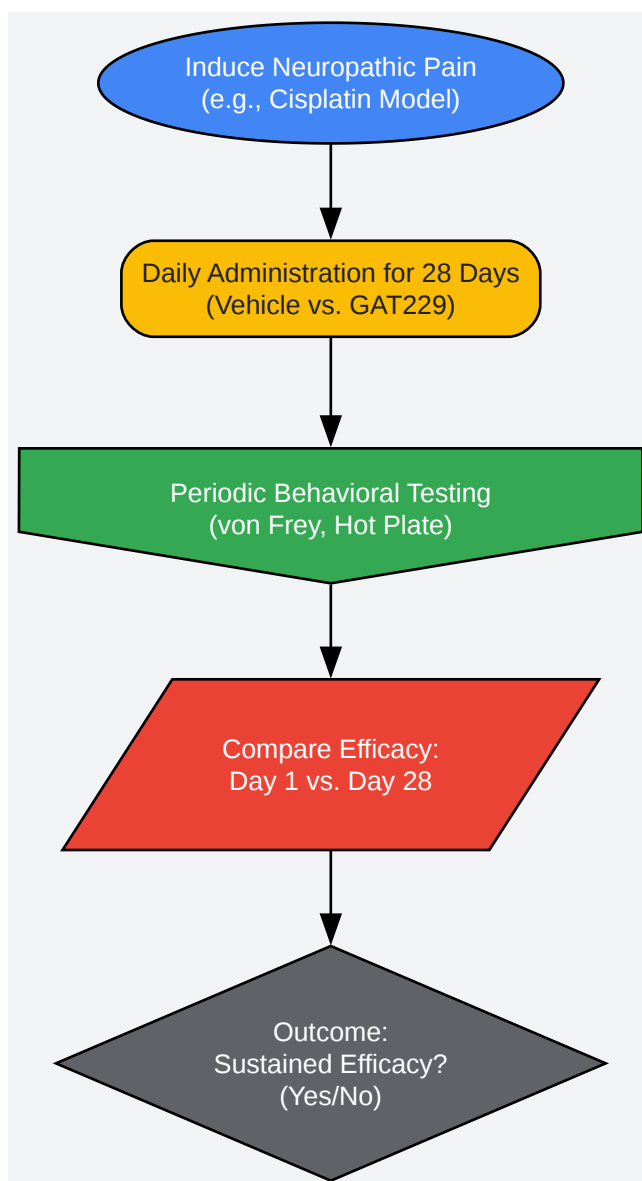 Induce Neuropathic Pain
(e.g., Cisplatin Model)
Daily Administration for 28 Days
(Vehicle vs. GAT229)
Periodic Behavioral Testing
(von Frey, Hot Plate)
Compare Efficacy:
Day 1 vs. Day 28
Outcome:
Sustained Efficacy?
(Yes/No)